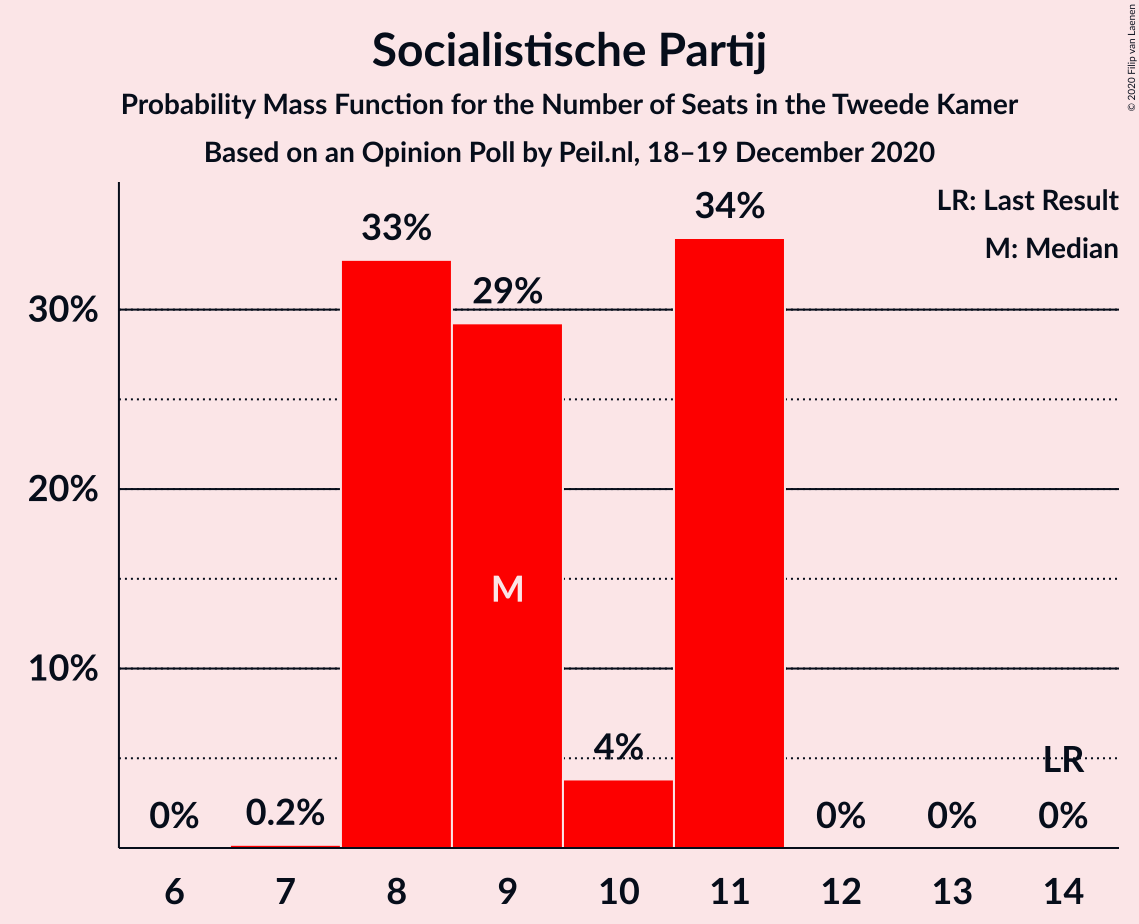 Socialistische Partij
Probability Mass Function for the Number of Seats in the Tweede Kamer
Based on an Opinion Poll by Peil.nl, 18–19 December 2020
© 2020 Filip van Laenen
LR: Last Result
M: Median
30%
20%
10%
0%
0.2%
33%
29%
M
4%
34%
0%
0%
LR
0%
6 7 8 9 10 11 12 13 14